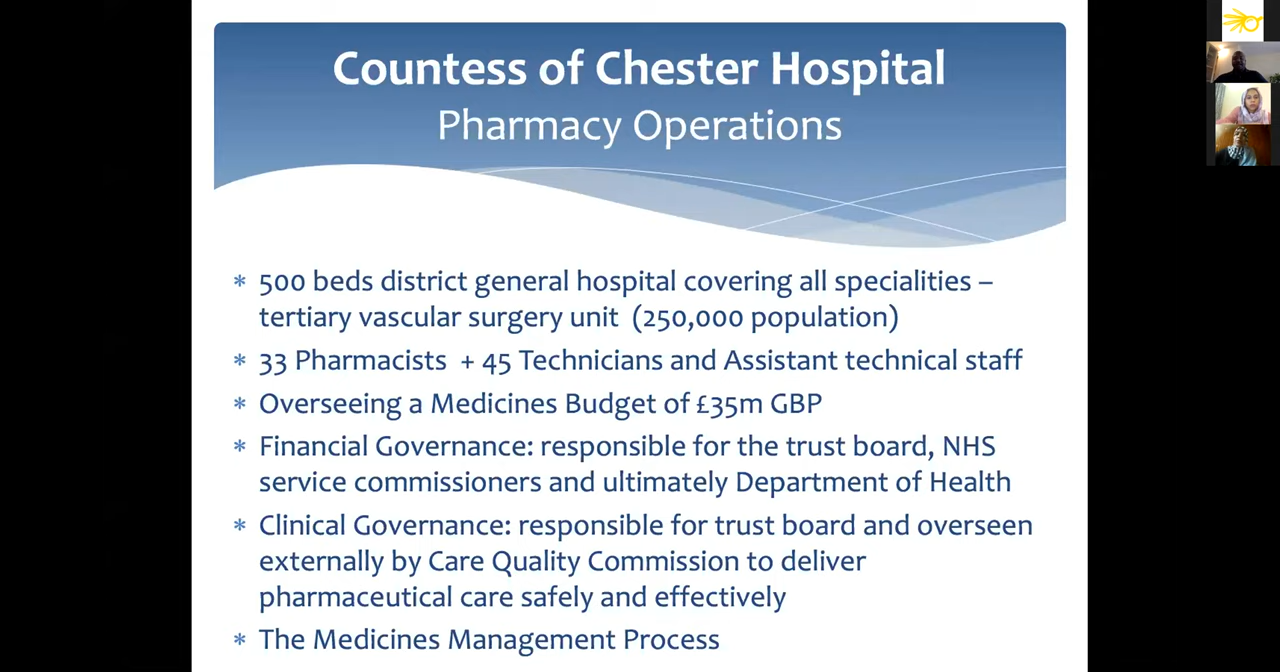 Countess of Chester Hospital
Pharmacy Operations
* 500 beds district general hospital covering all specialities –
tertiary vascular surgery unit (250,000 population)
* 33 Pharmacists + 45 Technicians and Assistant technical staff
* Overseeing a Medicines Budget of £35m GBP
* Financial Governance: responsible for the trust board, NHS
service commissioners and ultimately Department of Health
* Clinical Governance: responsible for trust board and overseen
externally by Care Quality Commission to deliver
pharmaceutical care safely and effectively
* The Medicines Management Process